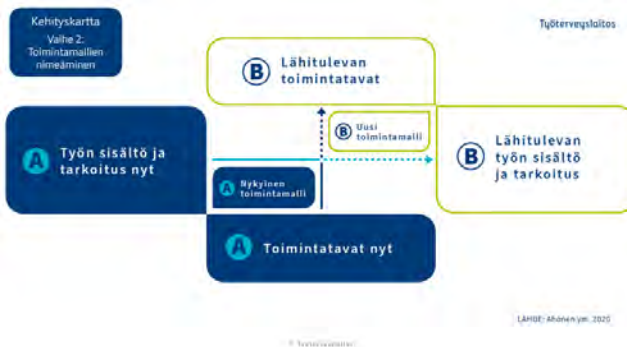 Kehityskartta
Vaihe 2:
Toimintamallien
nimeäminen
Työterveyslaitos
B Lähitulevan
toimintatavat
B Uusi
toimintamalli
A Työn sisältö ja
tarkoitus nyt
B Lähitulevan
työn sisältö
ja tarkoitus
A Nykyinen
toimintamalli
A Toimintatavat nyt
LÄHDE: Ahonen ym. 2020